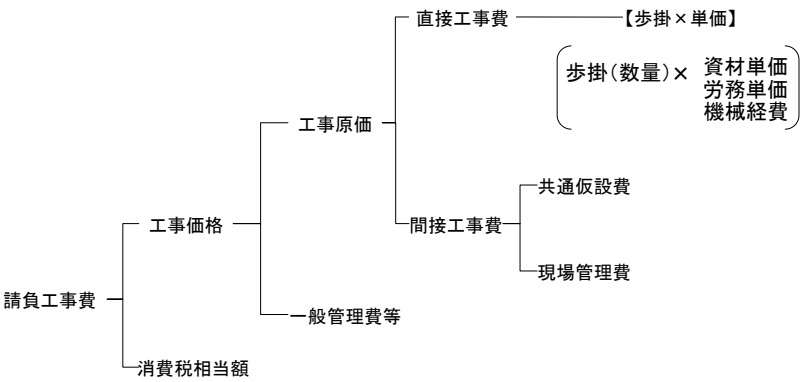 直接工事費
【歩掛×単価】
歩掛(数量)×
資材単価
労務単価
機械経費
工事原価
共通仮設費
工事価格
間接工事費
現場管理費
請負工事費
一般管理費等
消費税相当額